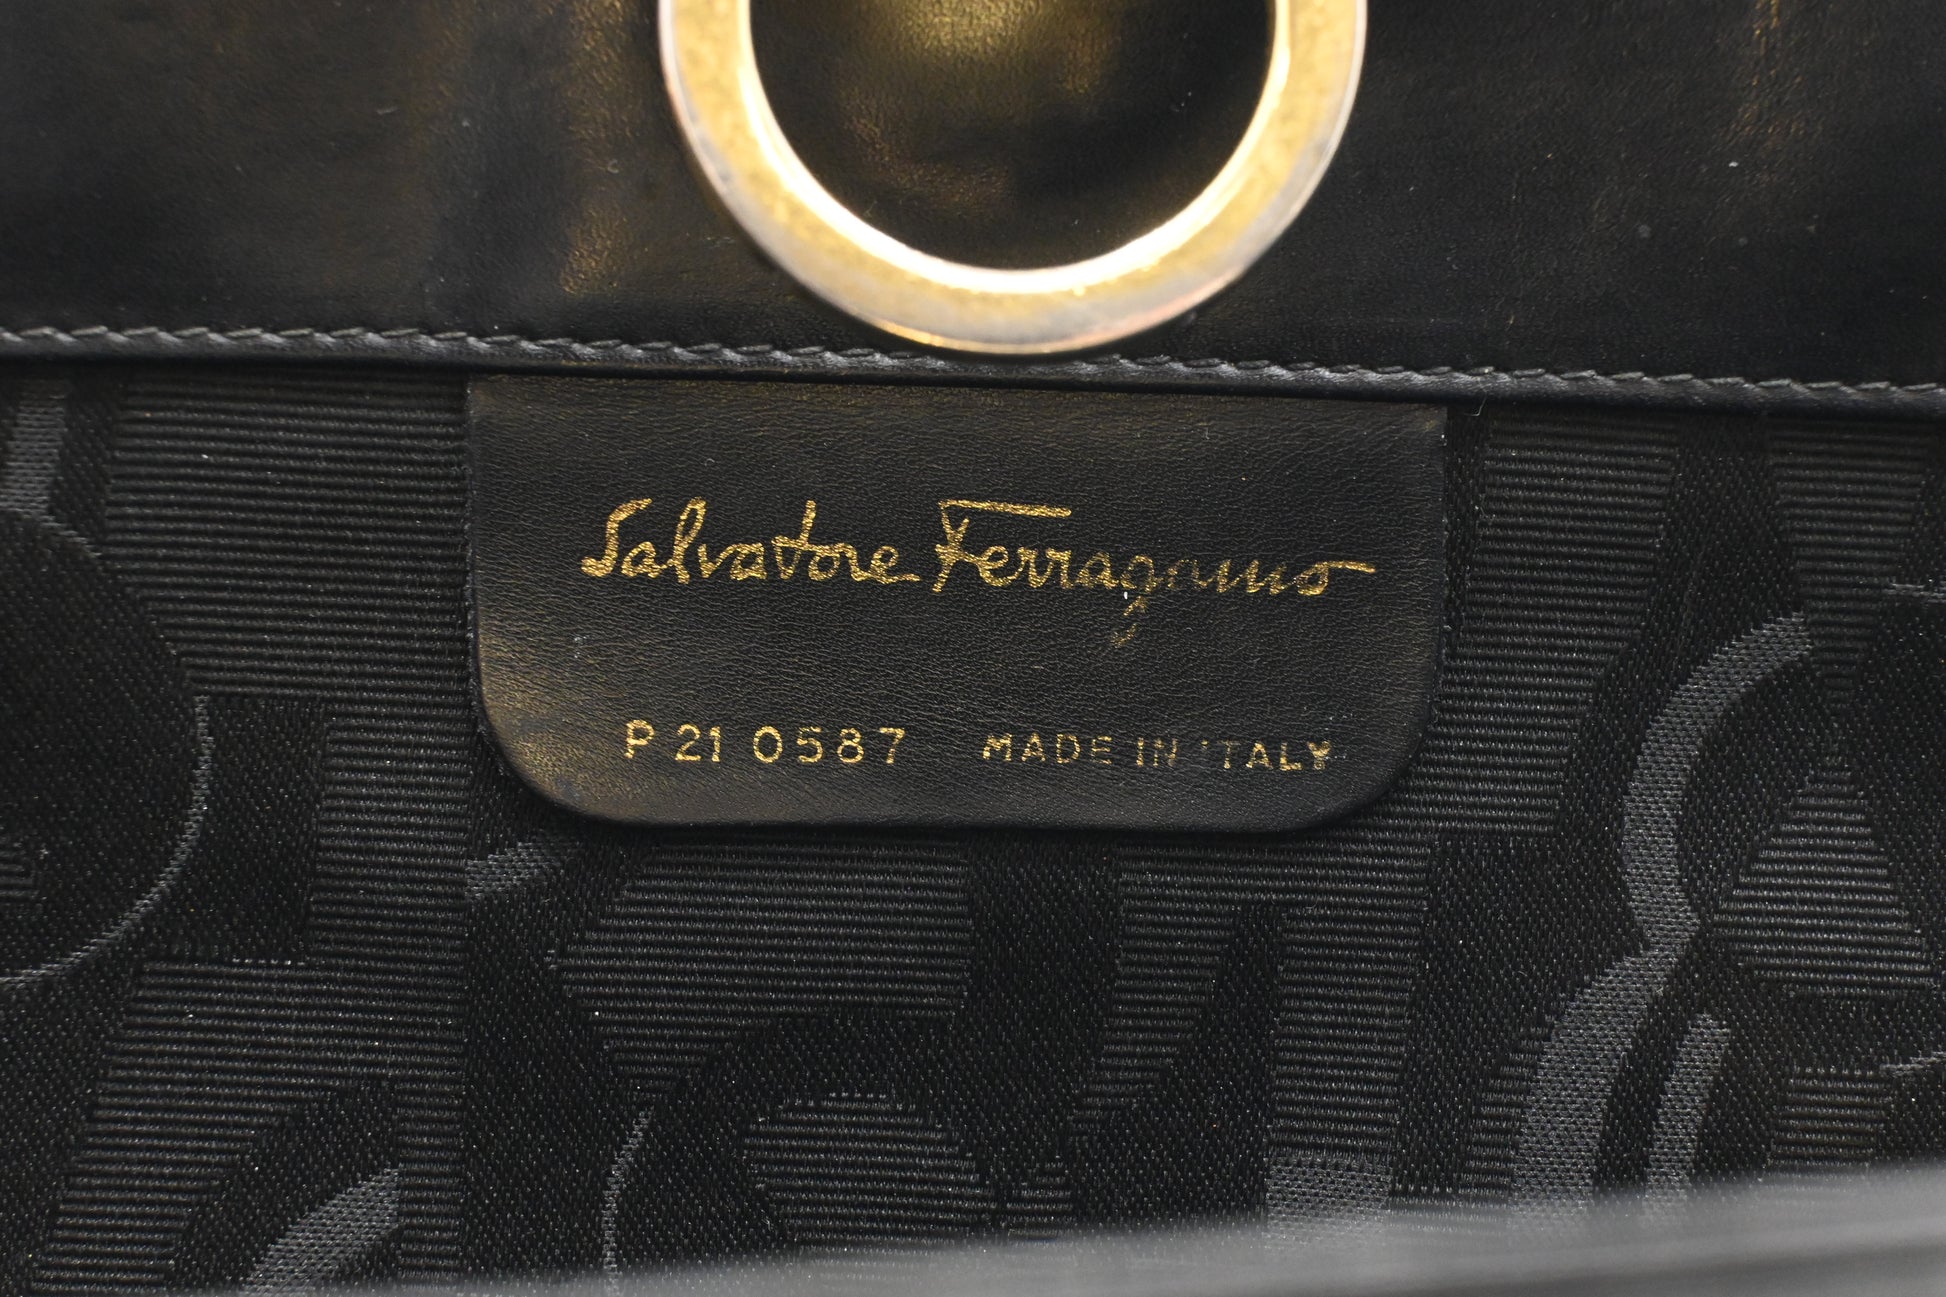 Salvatore Ferragamo
P 21 0587 MADE IN ITALY